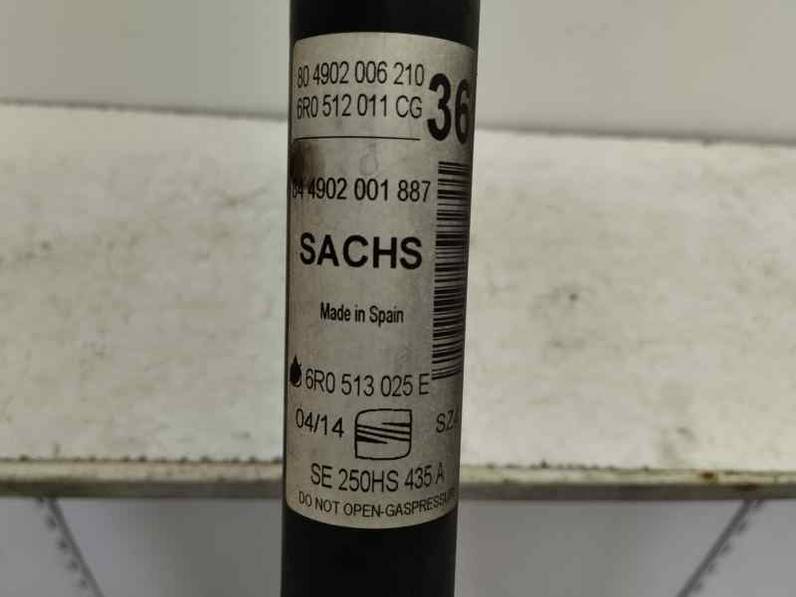 80 4902 006 210
6R0 512 011 CG
36
4902 001 887
SACHS
Made in Spain
6R0 513 025 E
04/14
SE 250HS 435 A
DO NOT OPEN-GASPRESSURE